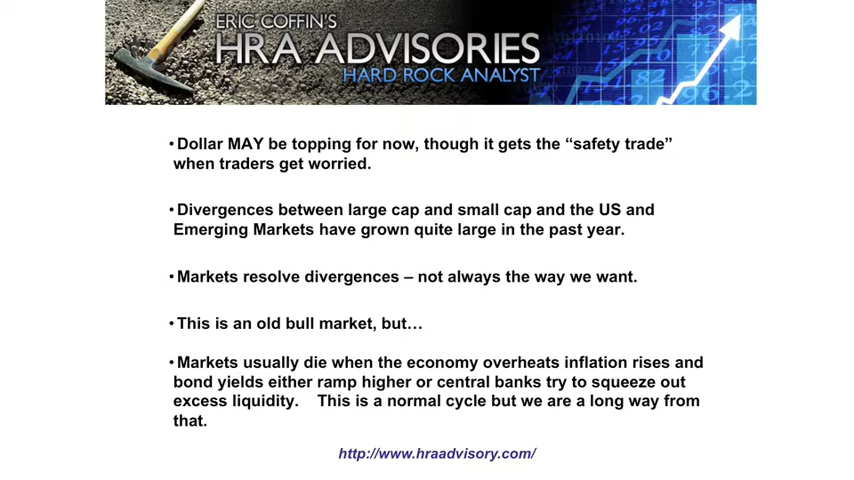 ERIC COFFIN'S
HRA ADVISORIES
HARD ROCK ANALYST
• Dollar MAY be topping for now, though it gets the “safety trade”
when traders get worried.
• Divergences between large cap and small cap and the US and
Emerging Markets have grown quite large in the past year.
• Markets resolve divergences – not always the way we want.
• This is an old bull market, but…
• Markets usually die when the economy overheats inflation rises and
bond yields either ramp higher or central banks try to squeeze out
excess liquidity. This is a normal cycle but we are a long way from
that.
http://www.hraadvisory.com/